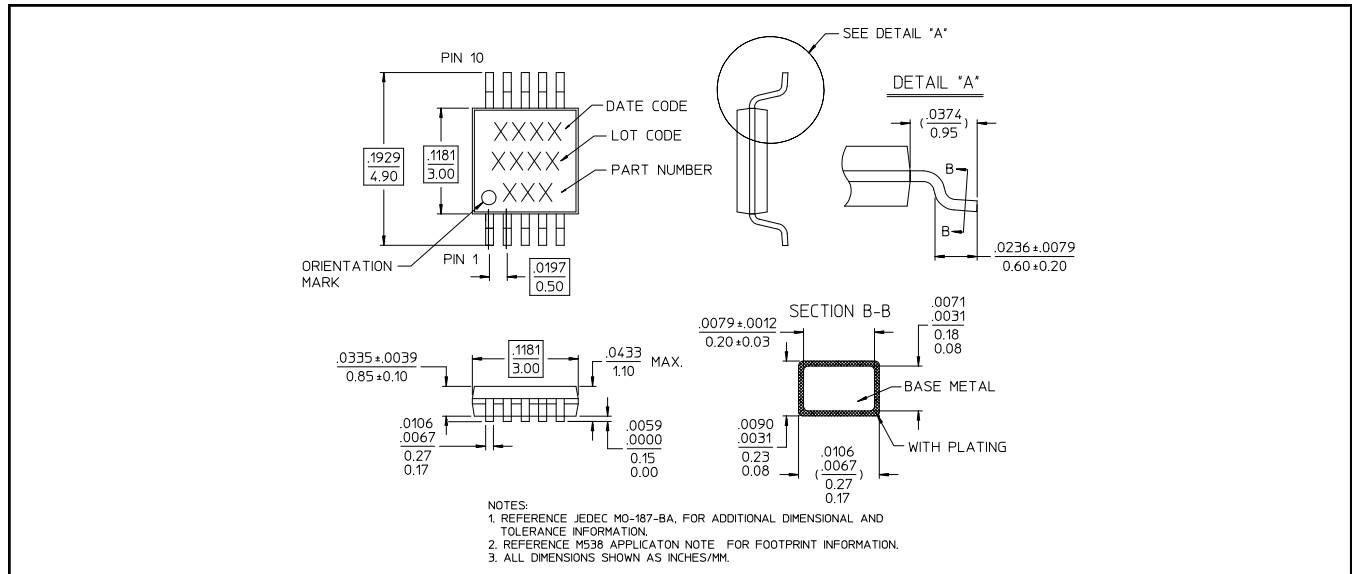 SEE DETAIL "A"
PIN 10
DETAIL "A"
DATE CODE
(.0374)
0.95
XXXX
LOT CODE
.1929
4.90
.1181
3.00
XXXX
PART NUMBER
XXX
B
B
ORIENTATION
MARK
PIN 1
.0197
0.50
.0236±.0079
0.60±0.20
.0335±.0039
0.85±0.10
.1181
3.00
.0433
1.10
MAX.
.0106
.0067
0.27
0.17
.0059
.0000
0.15
0.00
SECTION B-B
.0079±.0012
0.20±0.03
.0071
.0031
0.18
0.08
BASE METAL
.0090
.0031
0.23
0.08
WITH PLATING
.0106
(.0067)
0.27
0.17
NOTES:
1. REFERENCE JEDEC MO-187-BA, FOR ADDITIONAL DIMENSIONAL AND
TOLERANCE INFORMATION.
2. REFERENCE M538 APPLICATON NOTE FOR FOOTPRINT INFORMATION.
3. ALL DIMENSIONS SHOWN AS INCHES/MM.